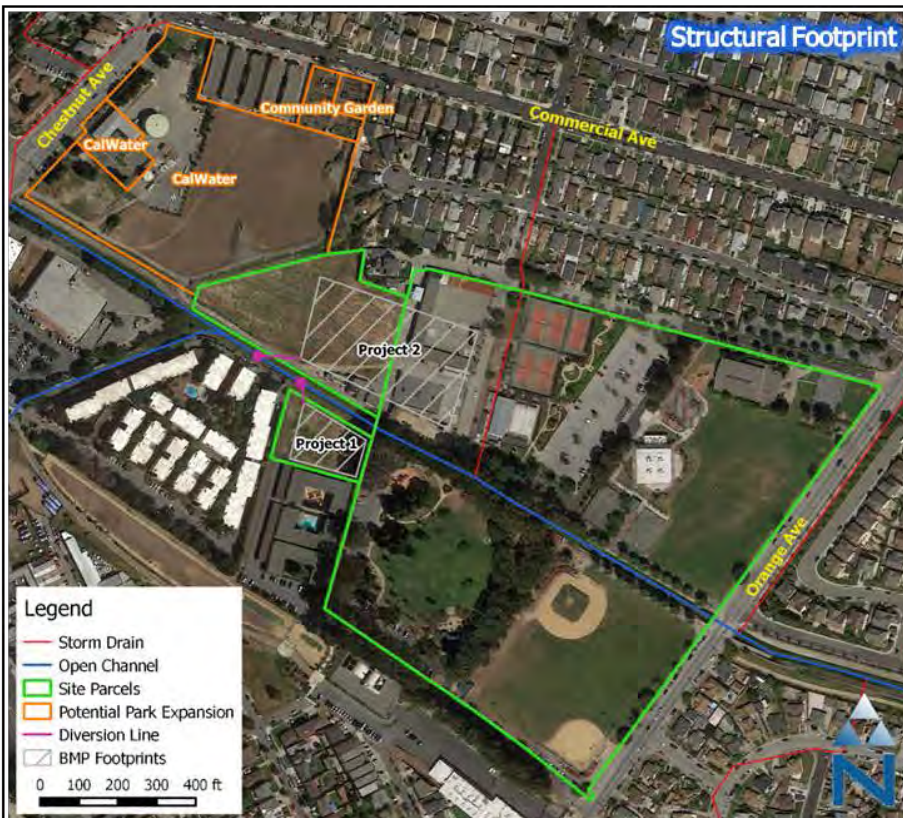 Structural Footprint
Chestnut Ave
Community Garden
Commercial Ave
CalWater
CalWater
Project 2
Project 1
Orange Ave
Legend
Storm Drain
Open Channel
Site Parcels
Potential Park Expansion
Diversion Line
BMP Footprints
0 100 200 300 400 ft
N